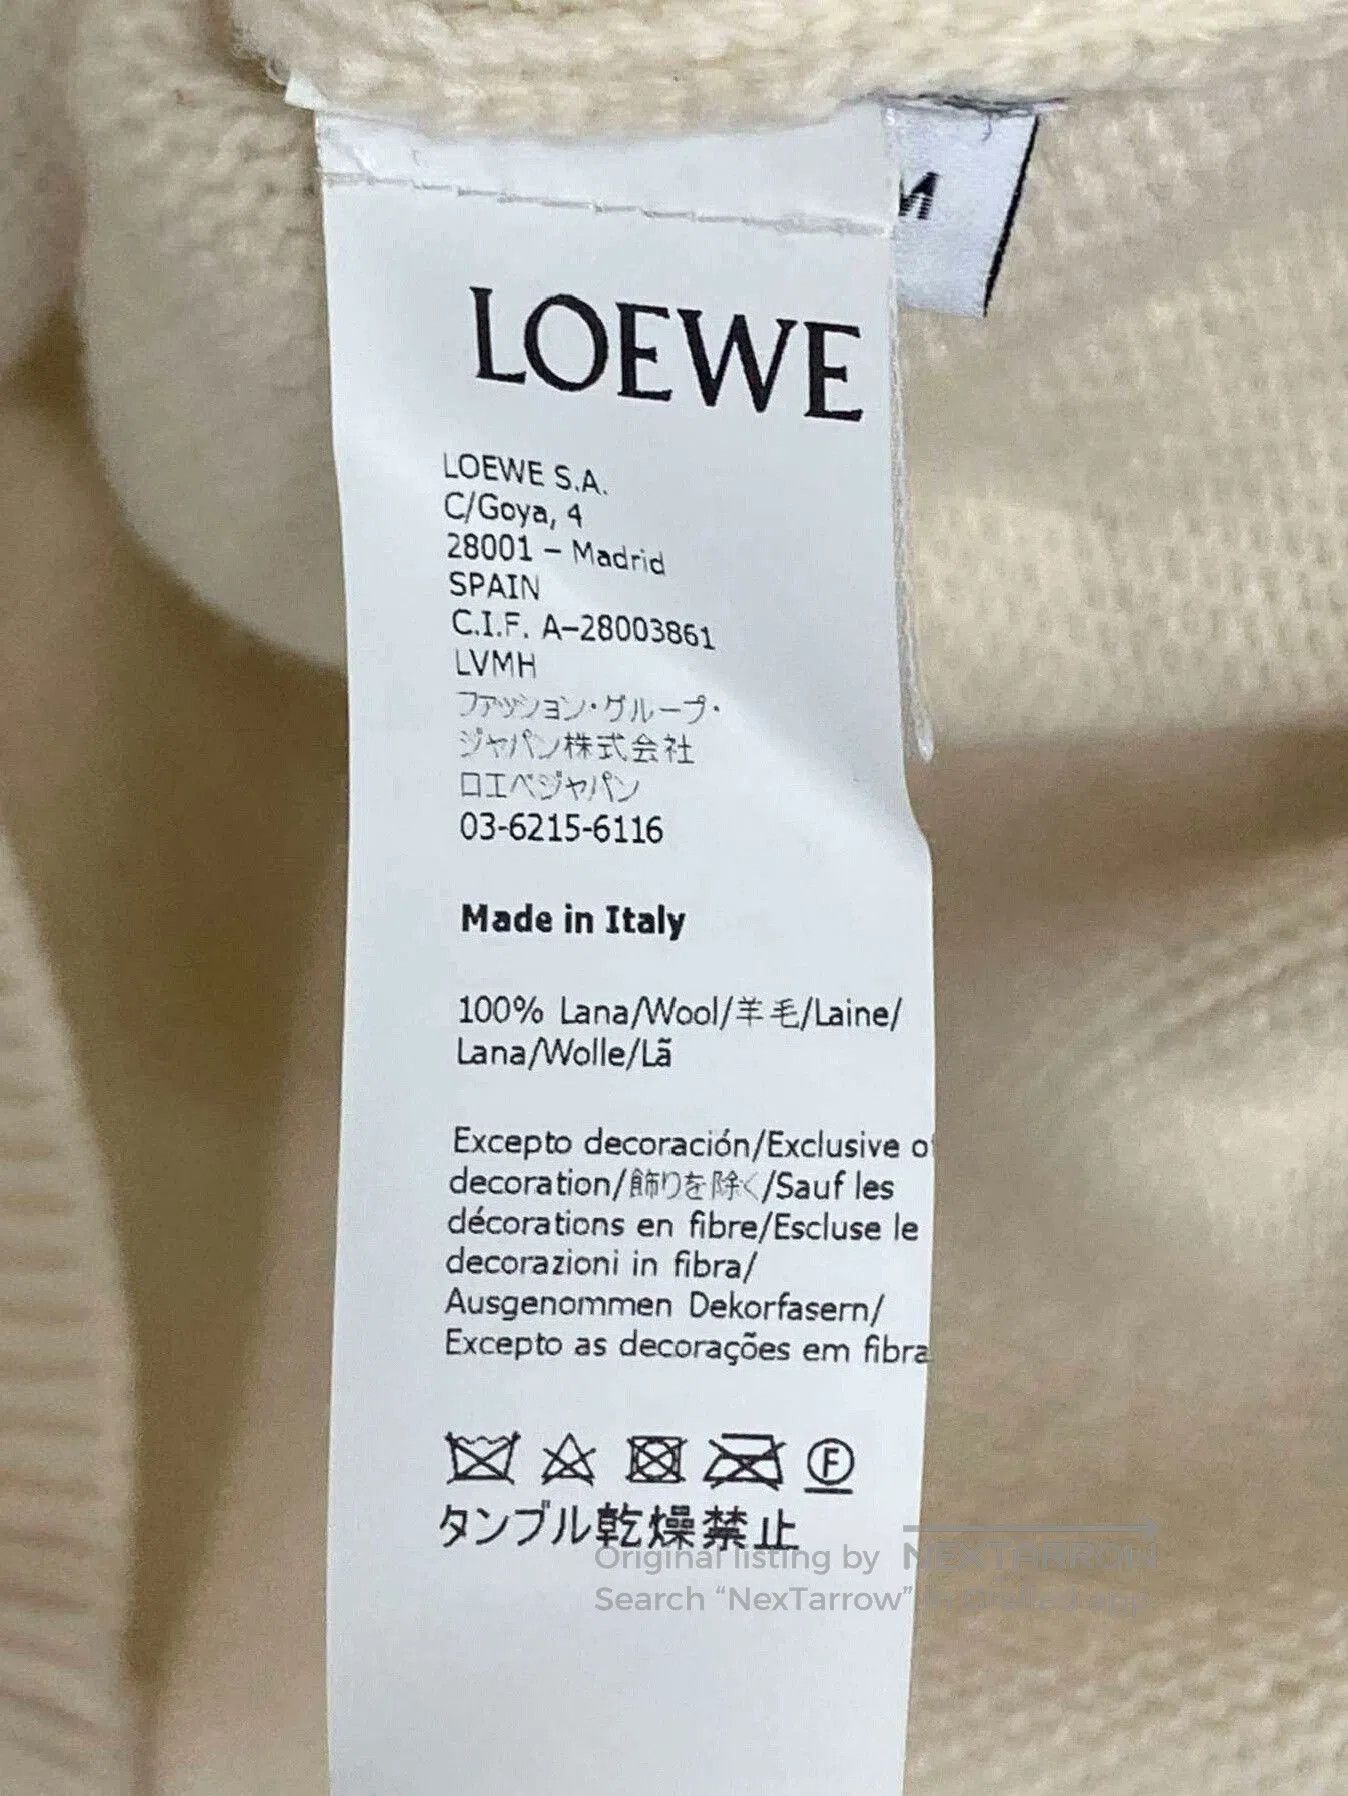 M
LOEWE
LOEWE S.A.
C/Goya, 4
28001 – Madrid
SPAIN
C.I.F. A–28003861
LVMH
ファッション・グループ・
ジャパン株式会社
ロエベジャパン
03-6215-6116
Made in Italy
100% Lana/Wool/羊毛/Laine/
Lana/Wolle/Lã
Excepto decoración/Exclusive of
decoration/飾りを除く/Sauf les
décorations en fibre/Escluse le
decorazioni in fibra/
Ausgenommen Dekorfasern/
Excepto as decorações em fibra
F
タンブル乾燥禁止
Original listing by NEXTARROW
Search “NexTarrow”